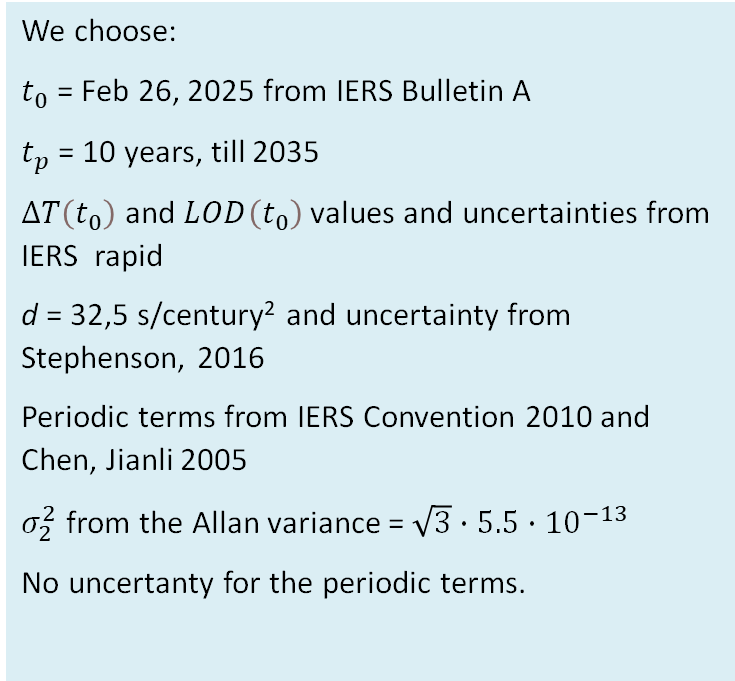 We choose:
t₀ = Feb 26, 2025 from IERS Bulletin A
tₚ = 10 years, till 2035
ΔT(t₀) and LOD(t₀) values and uncertainties from
IERS rapid
d = 32,5 s/century² and uncertainty from
Stephenson, 2016
Periodic terms from IERS Convention 2010 and
Chen, Jianli 2005
σ₂² from the Allan variance = √3 · 5.5 · 10⁻¹³
No uncertanty for the periodic terms.